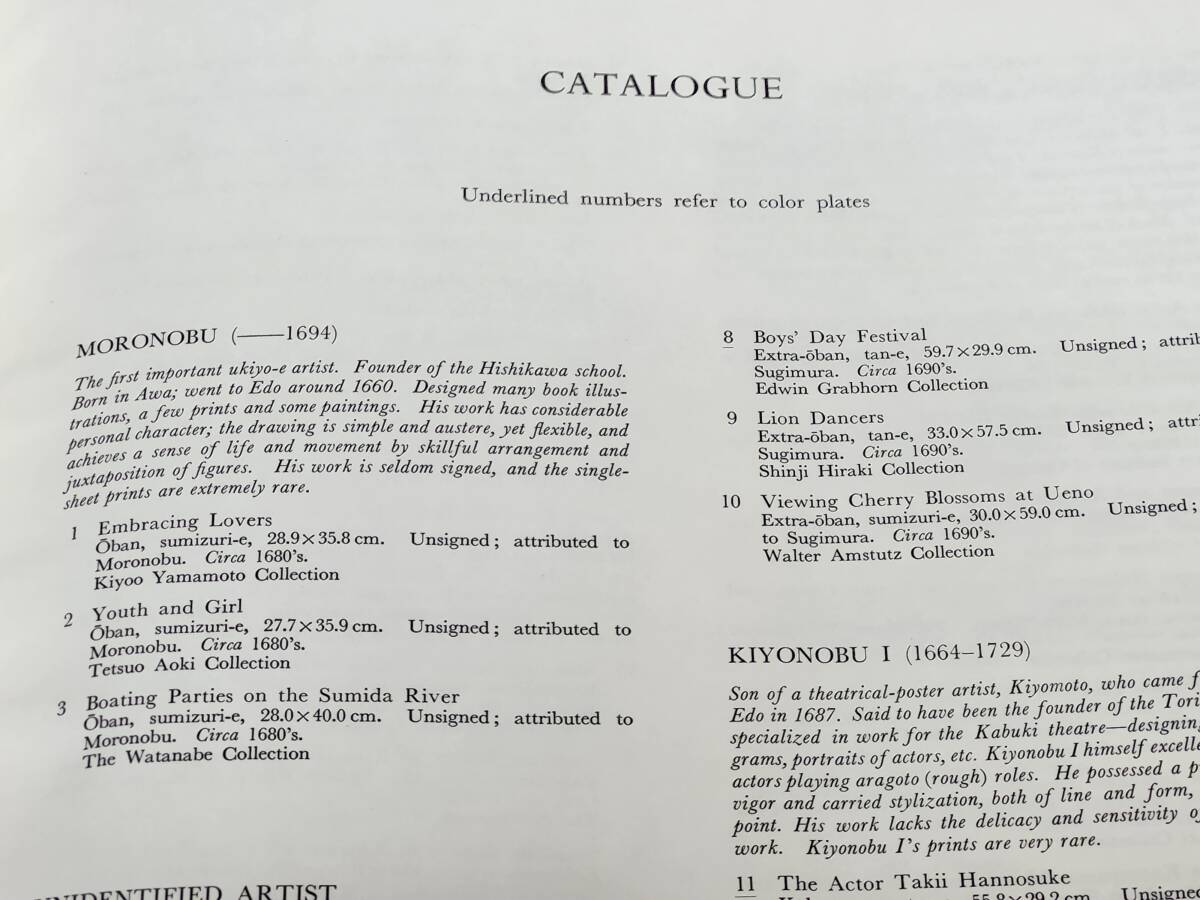 CATALOGUE
Underlined numbers refer to color plates
MORONOBU (——1694)
The first important ukiyo-e artist. Founder of the Hishikawa school.
Born in Awa; went to Edo around 1660. Designed many book illus-
trations, a few prints and some paintings. His work has considerable
personal character; the drawing is simple and austere, yet flexible, and
achieves a sense of life and movement by skillful arrangement and
juxtaposition of figures. His work is seldom signed, and the single-
sheet prints are extremely rare.
1 Embracing Lovers
Ōban, sumizuri-e, 28.9×35.8 cm. Unsigned; attributed to
Moronobu. Circa 1680's.
Kiyoo Yamamoto Collection
2 Youth and Girl
Ōban, sumizuri-e, 27.7×35.9 cm. Unsigned; attributed to
Moronobu. Circa 1680's.
Tetsuo Aoki Collection
3 Boating Parties on the Sumida River
Ōban, sumizuri-e, 28.0×40.0 cm. Unsigned; attributed to
Moronobu. Circa 1680's.
The Watanabe Collection
UNIDENTIFIED ARTIST
8 Boys' Day Festival
Extra-ōban, tan-e, 59.7×29.9 cm. Unsigned; attrib
Sugimura. Circa 1690's.
Edwin Grabhorn Collection
9 Lion Dancers
Extra-ōban, tan-e, 33.0×57.5 cm. Unsigned; attri
Sugimura. Circa 1690's.
Shinji Hiraki Collection
10 Viewing Cherry Blossoms at Ueno
Extra-ōban, sumizuri-e, 30.0×59.0 cm. Unsigned;
to Sugimura. Circa 1690's.
Walter Amstutz Collection
KIYONOBU I (1664–1729)
Son of a theatrical-poster artist, Kiyomoto, who came f
Edo in 1687. Said to have been the founder of the Tori
specialized in work for the Kabuki theatre—designing
grams, portraits of actors, etc. Kiyonobu I himself excelle
actors playing aragoto (rough) roles. He possessed a p
vigor and carried stylization, both of line and form,
point. His work lacks the delicacy and sensitivity of
work. Kiyonobu I's prints are very rare.
11 The Actor Takii Hannosuke
55.8×29.2 cm. Unsigne